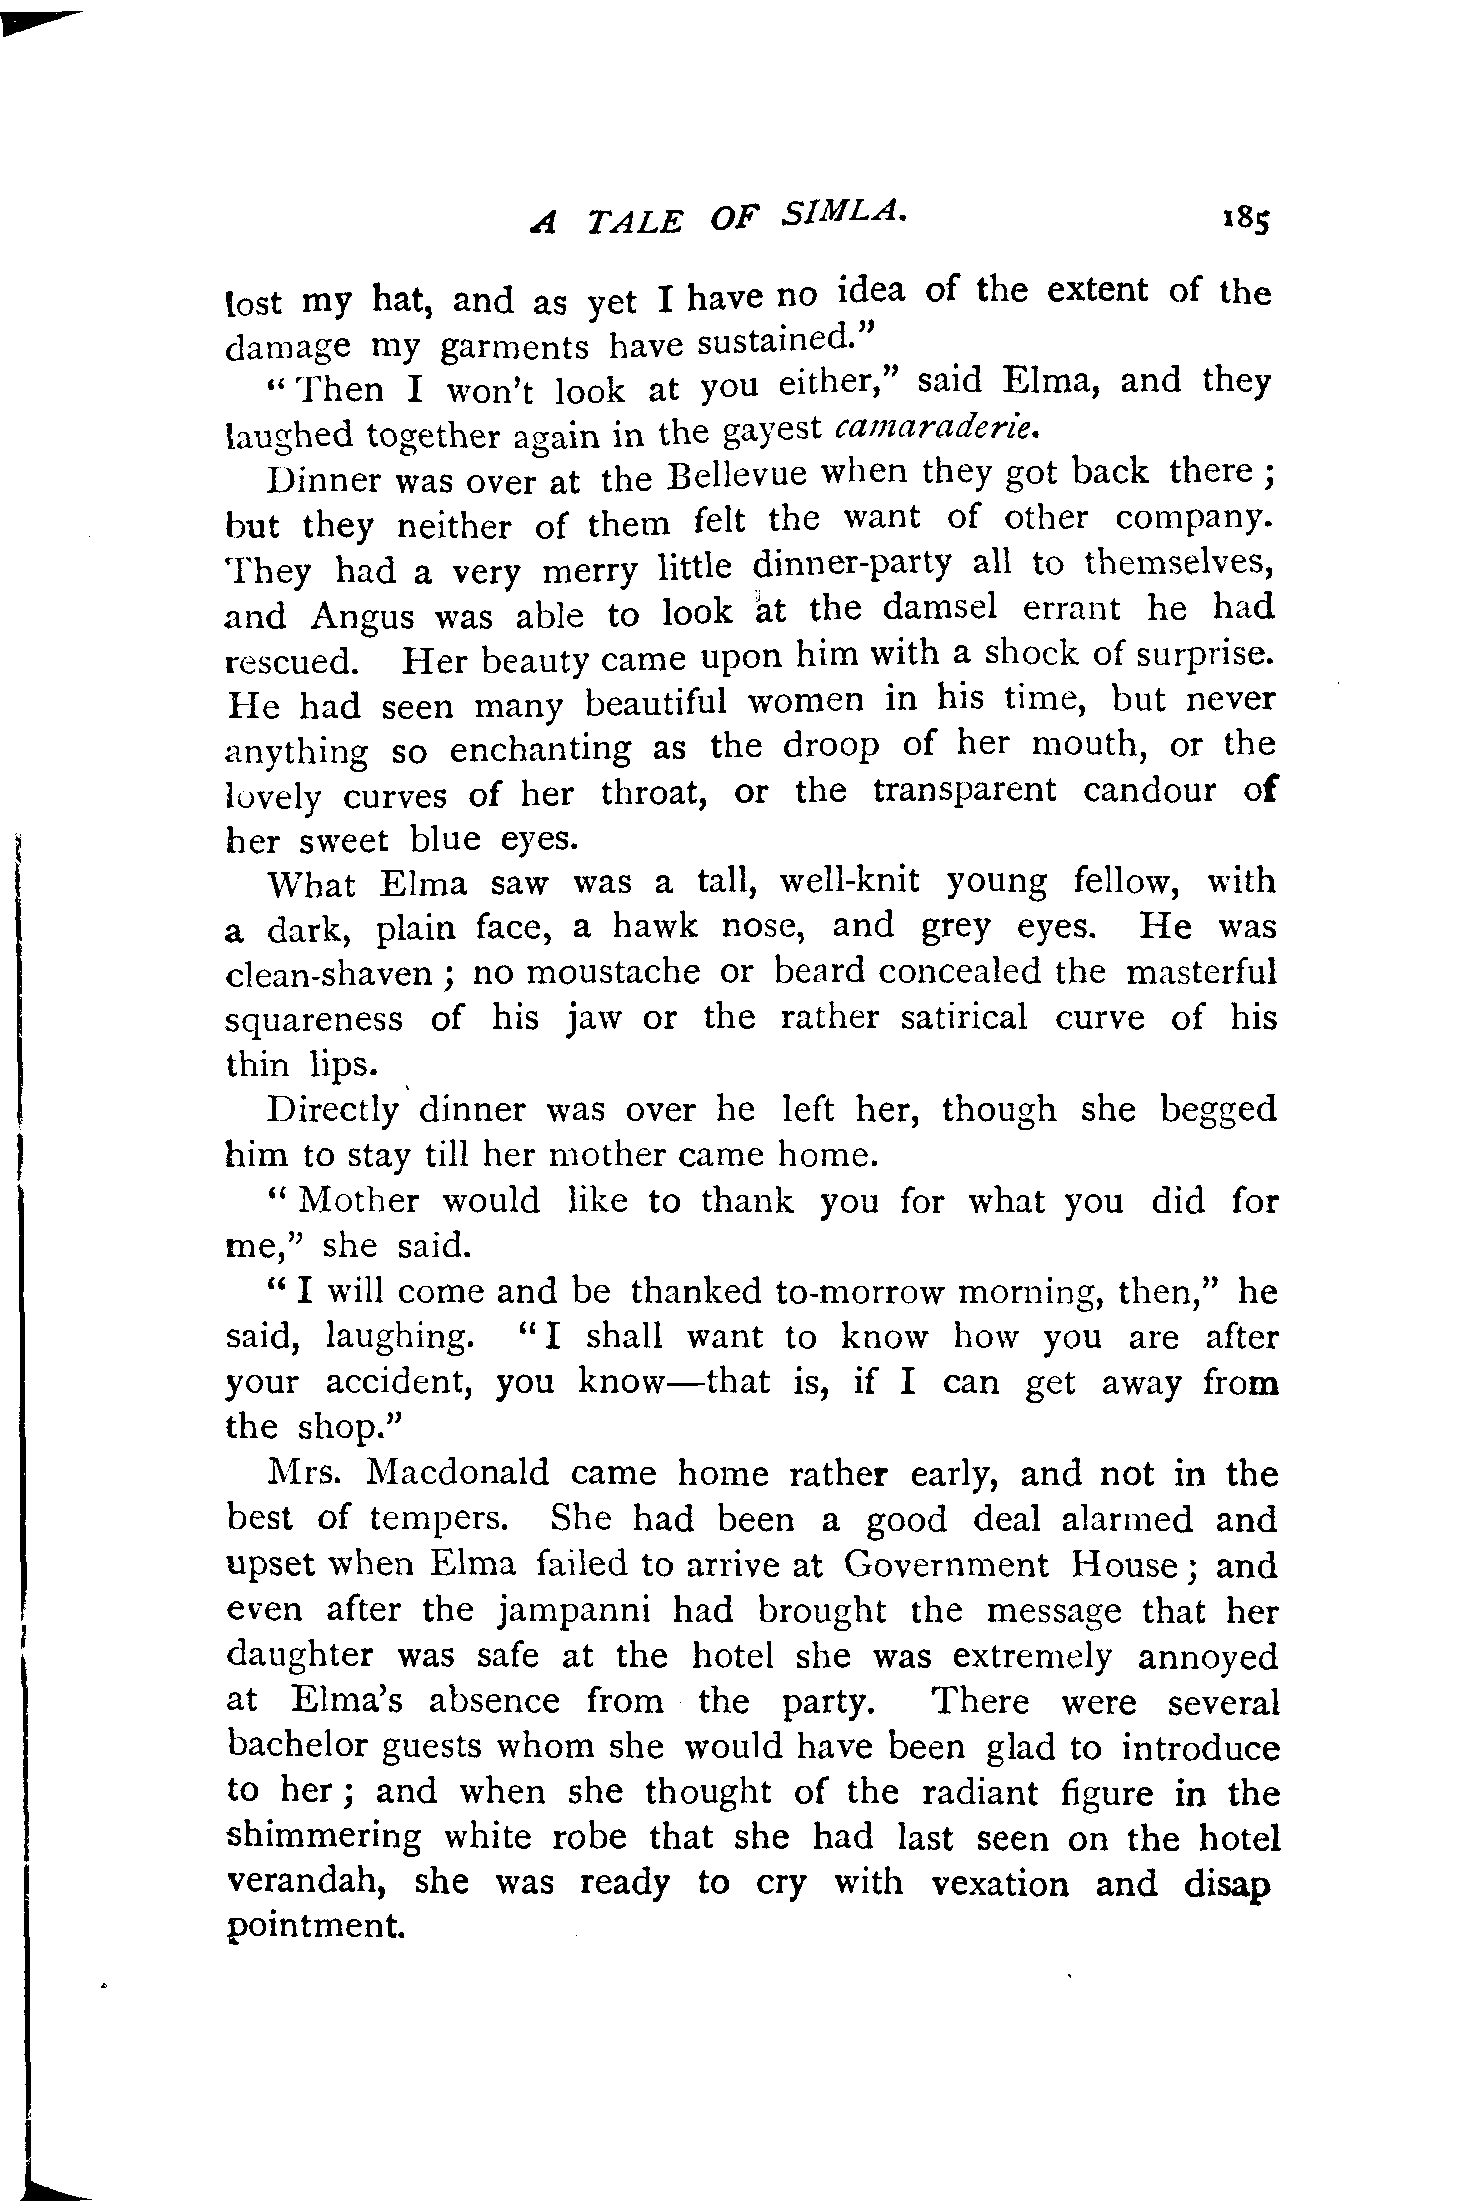 A TALE OF SIMLA. 185
lost my hat, and as yet I have no idea of the extent of the
damage my garments have sustained."
"Then I won't look at you either," said Elma, and they
laughed together again in the gayest camaraderie.
Dinner was over at the Bellevue when they got back there;
but they neither of them felt the want of other company.
They had a very merry little dinner-party all to themselves,
and Angus was able to look at the damsel errant he had
rescued. Her beauty came upon him with a shock of surprise.
He had seen many beautiful women in his time, but never
anything so enchanting as the droop of her mouth, or the
lovely curves of her throat, or the transparent candour of
her sweet blue eyes.
What Elma saw was a tall, well-knit young fellow, with
a dark, plain face, a hawk nose, and grey eyes. He was
clean-shaven; no moustache or beard concealed the masterful
squareness of his jaw or the rather satirical curve of his
thin lips.
Directly dinner was over he left her, though she begged
him to stay till her mother came home.
"Mother would like to thank you for what you did for
me," she said.
"I will come and be thanked to-morrow morning, then," he
said, laughing. "I shall want to know how you are after
your accident, you know—that is, if I can get away from
the shop."
Mrs. Macdonald came home rather early, and not in the
best of tempers. She had been a good deal alarmed and
upset when Elma failed to arrive at Government House; and
even after the jampanni had brought the message that her
daughter was safe at the hotel she was extremely annoyed
at Elma's absence from the party. There were several
bachelor guests whom she would have been glad to introduce
to her; and when she thought of the radiant figure in the
shimmering white robe that she had last seen on the hotel
verandah, she was ready to cry with vexation and disap
pointment.